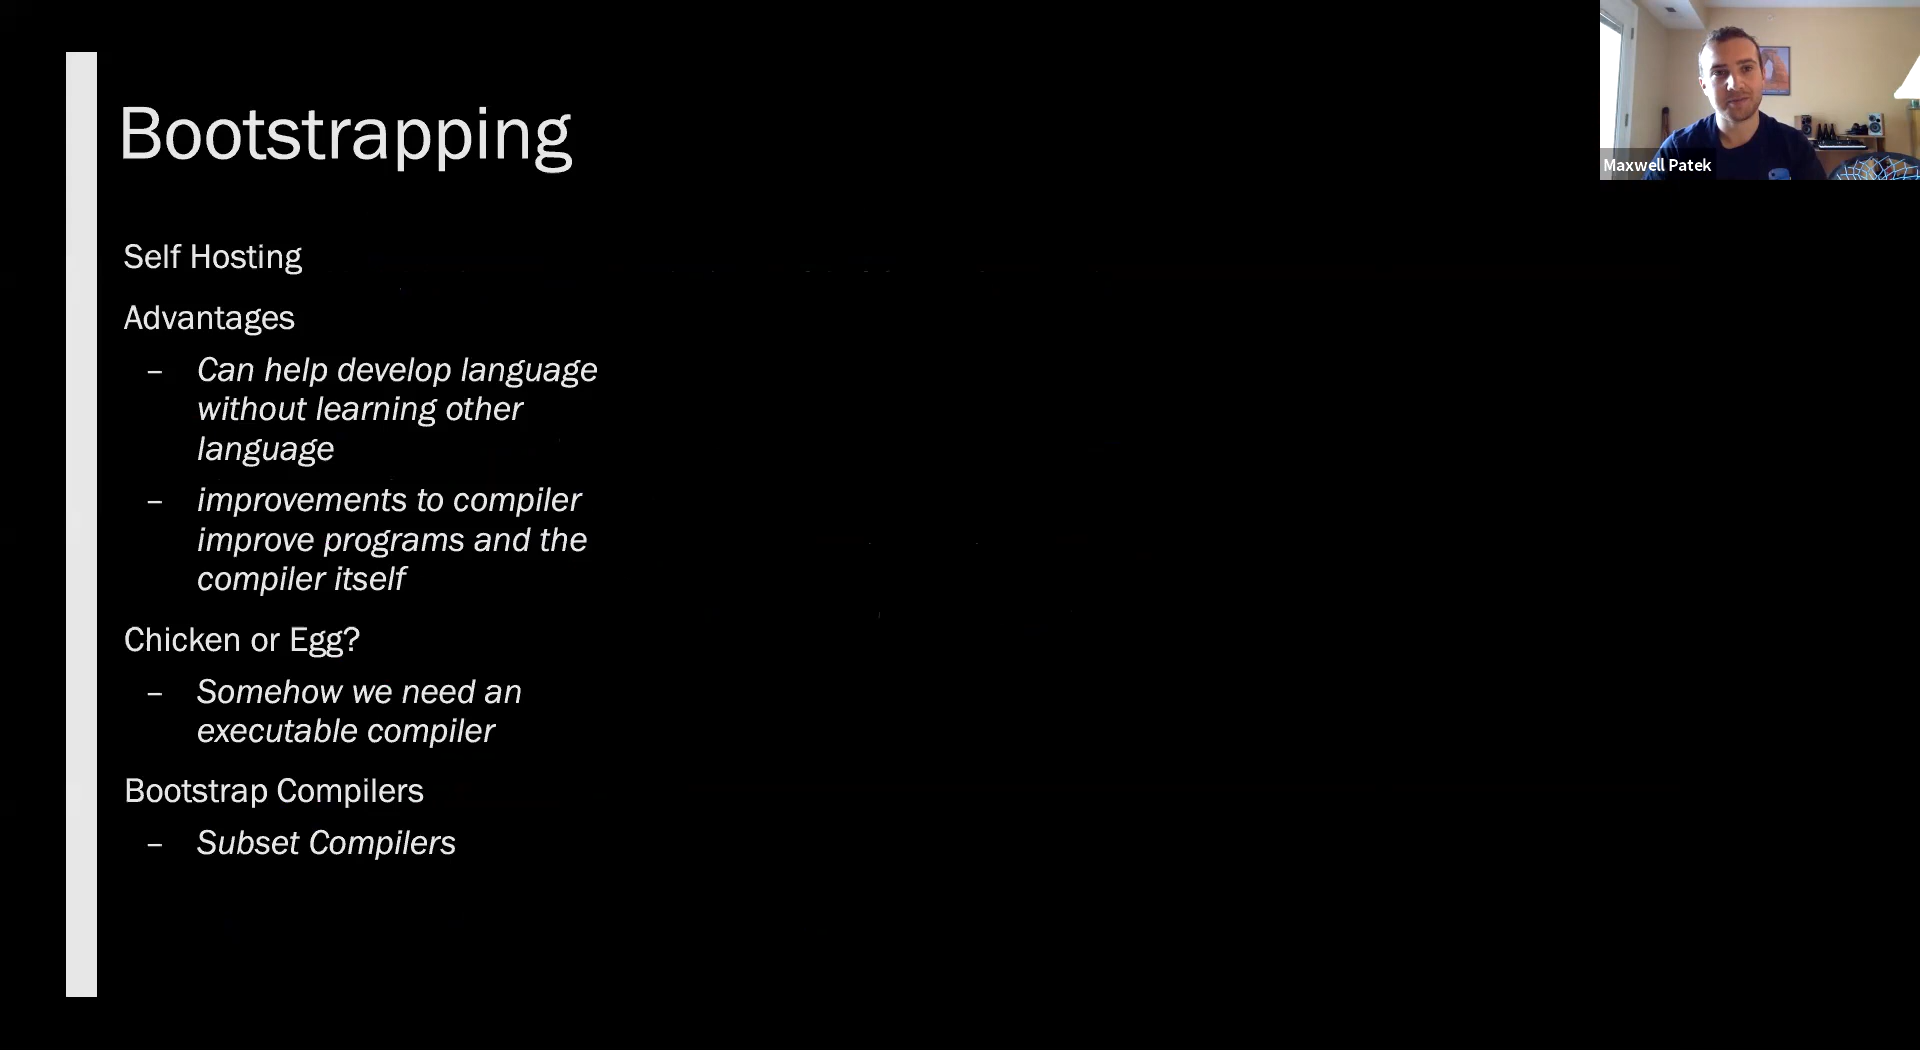 Bootstrapping
Maxwell Patek
Self Hosting
Advantages
– Can help develop language
without learning other
language
– improvements to compiler
improve programs and the
compiler itself
Chicken or Egg?
– Somehow we need an
executable compiler
Bootstrap Compilers
– Subset Compilers